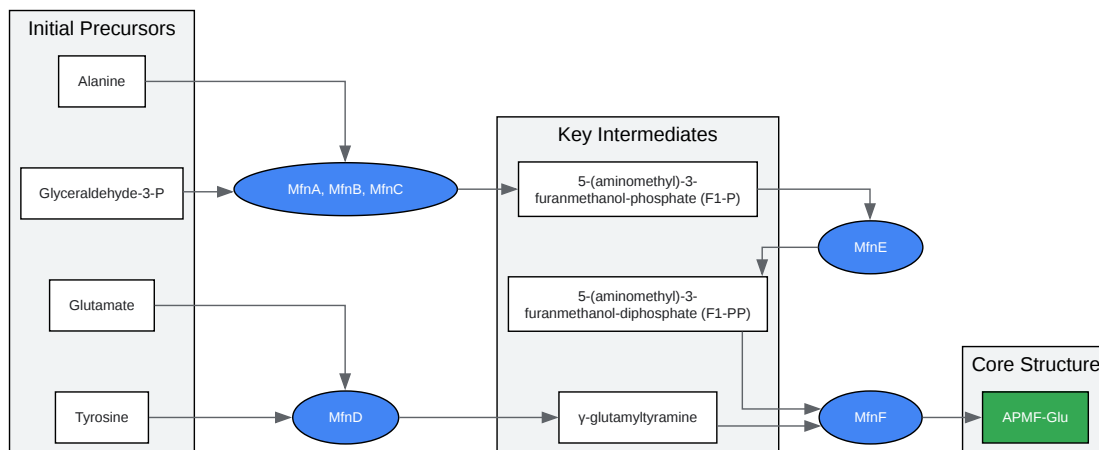 Initial Precursors
Alanine
Glyceraldehyde-3-P
Glutamate
Tyrosine
MfnA, MfnB, MfnC
MfnD
Key Intermediates
5-(aminomethyl)-3-
furanmethanol-phosphate (F1-P)
5-(aminomethyl)-3-
furanmethanol-diphosphate (F1-PP)
γ-glutamyltyramine
MfnE
MfnF
Core Structure
APMF-Glu